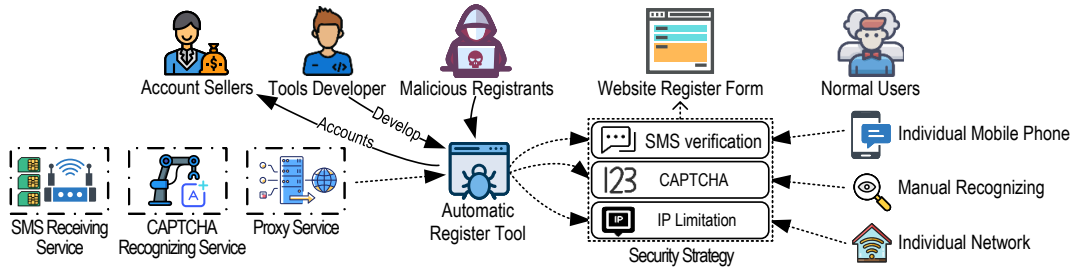 Account Sellers
Tools Developer
Malicious Registrants
Website Register Form
Normal Users
</>
$
Develop
Accounts
SMS verification
Individual Mobile Phone
123
CAPTCHA
Manual Recognizing
A
IP
IP Limitation
Individual Network
SMS Receiving
Service
CAPTCHA
Recognizing Service
Proxy Service
Automatic
Register Tool
Security Strategy